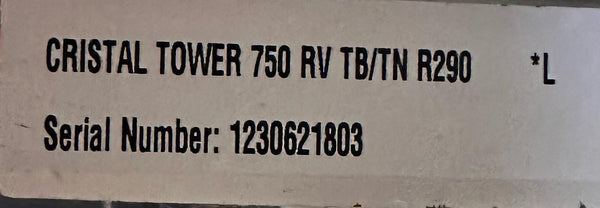 CRISTAL TOWER 750 RV TB/TN R290 *L
Serial Number: 1230621803